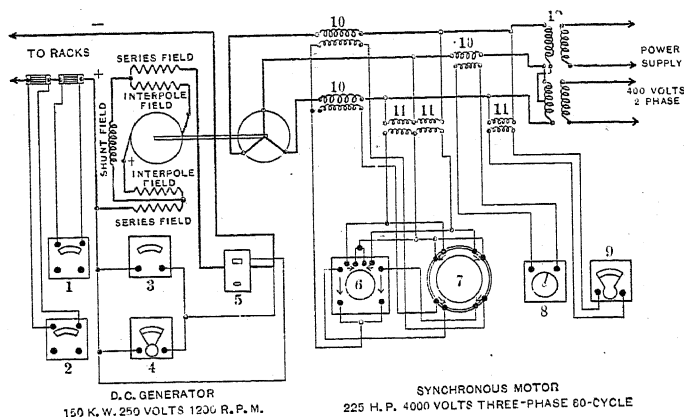 TO RACKS
SERIES FIELD
INTERPOLE
FIELD
SHUNT FIELD
INTERPOLE
FIELD
SERIES FIELD
10
10
10
11
11
11
POWER
SUPPLY
400 VOLTS
2 PHASE
1
2
3
4
5
6
7
8
9
D.C. GENERATOR
150 K.W. 250 VOLTS 1200 R.P.M.
SYNCHRONOUS MOTOR
225 H.P. 4000 VOLTS THREE-PHASE 60-CYCLE